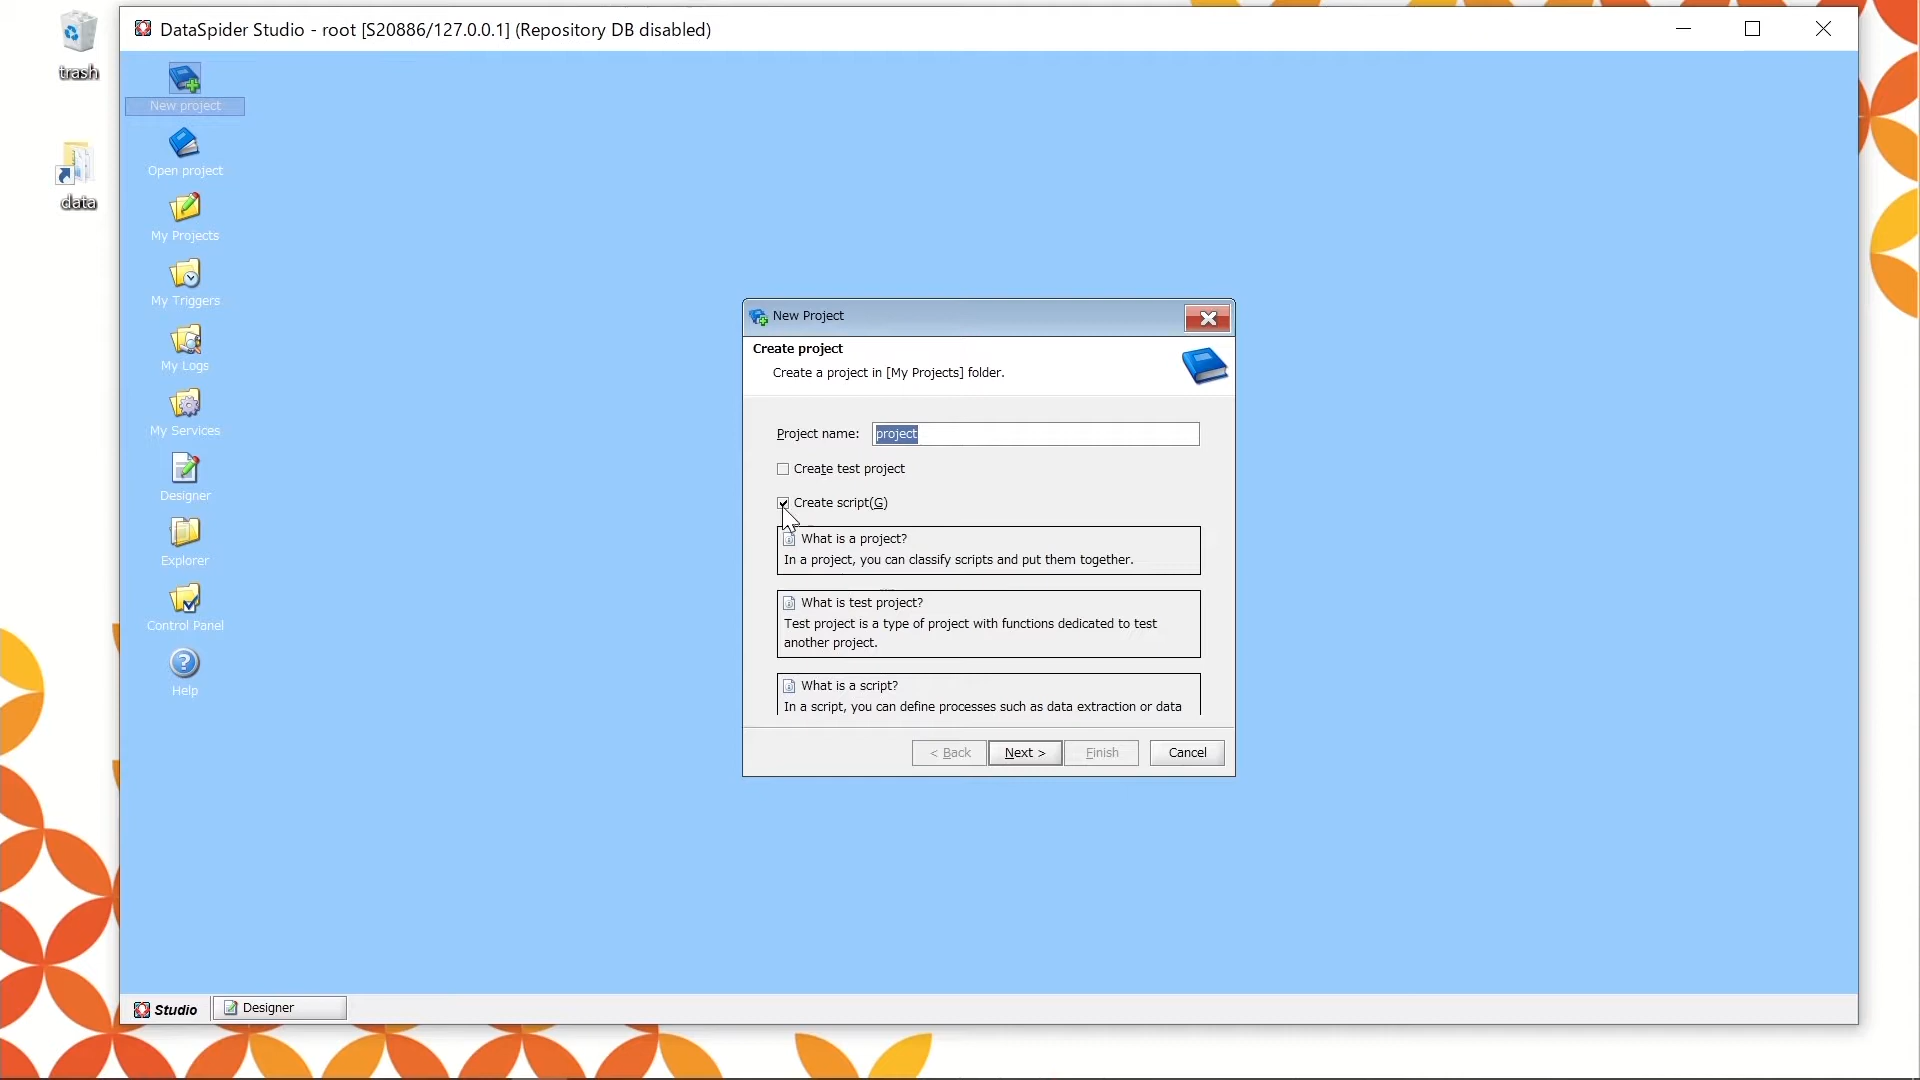 DataSpider Studio - root [S20886/127.0.0.1] (Repository DB disabled)
trash
data
New project
Open project
My Projects
My Triggers
My Logs
My Services
Designer
Explorer
Control Panel
Help
New Project
Create project
Create a project in [My Projects] folder.
Project name: project
Create test project
Create script(G)
What is a project?
In a project, you can classify scripts and put them together.
What is test project?
Test project is a type of project with functions dedicated to test
another project.
What is a script?
In a script, you can define processes such as data extraction or data
< Back Next > Finish Cancel
Studio Designer